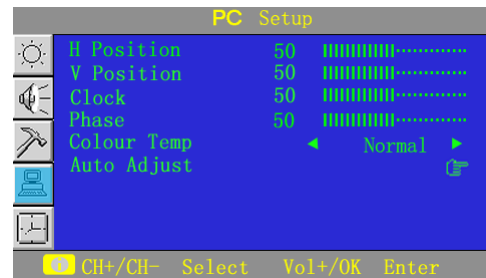 PC Setup
H Position 50
V Position 50
Clock 50
Phase 50
Colour Temp Normal
Auto Adjust
CH+/CH- Select Vol+/OK Enter